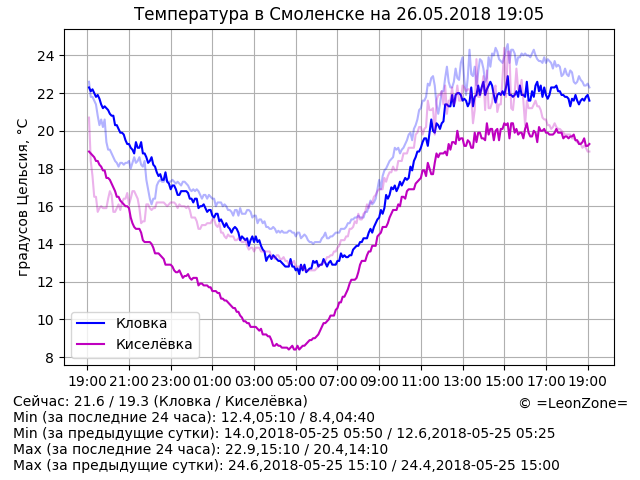 Температура в Смоленске на 26.05.2018 19:05
градусов Цельсия, °C
24
22
20
18
16
14
12
10
8
Кловка
Киселёвка
19:00 21:00 23:00 01:00 03:00 05:00 07:00 09:00 11:00 13:00 15:00 17:00 19:00
Сейчас: 21.6 / 19.3 (Кловка / Киселёвка)
© =LeonZone=
Min (за последние 24 часа): 12.4,05:10 / 8.4,04:40
Min (за предыдущие сутки): 14.0,2018-05-25 05:50 / 12.6,2018-05-25 05:25
Max (за последние 24 часа): 22.9,15:10 / 20.4,14:10
Max (за предыдущие сутки): 24.6,2018-05-25 15:10 / 24.4,2018-05-25 15:00